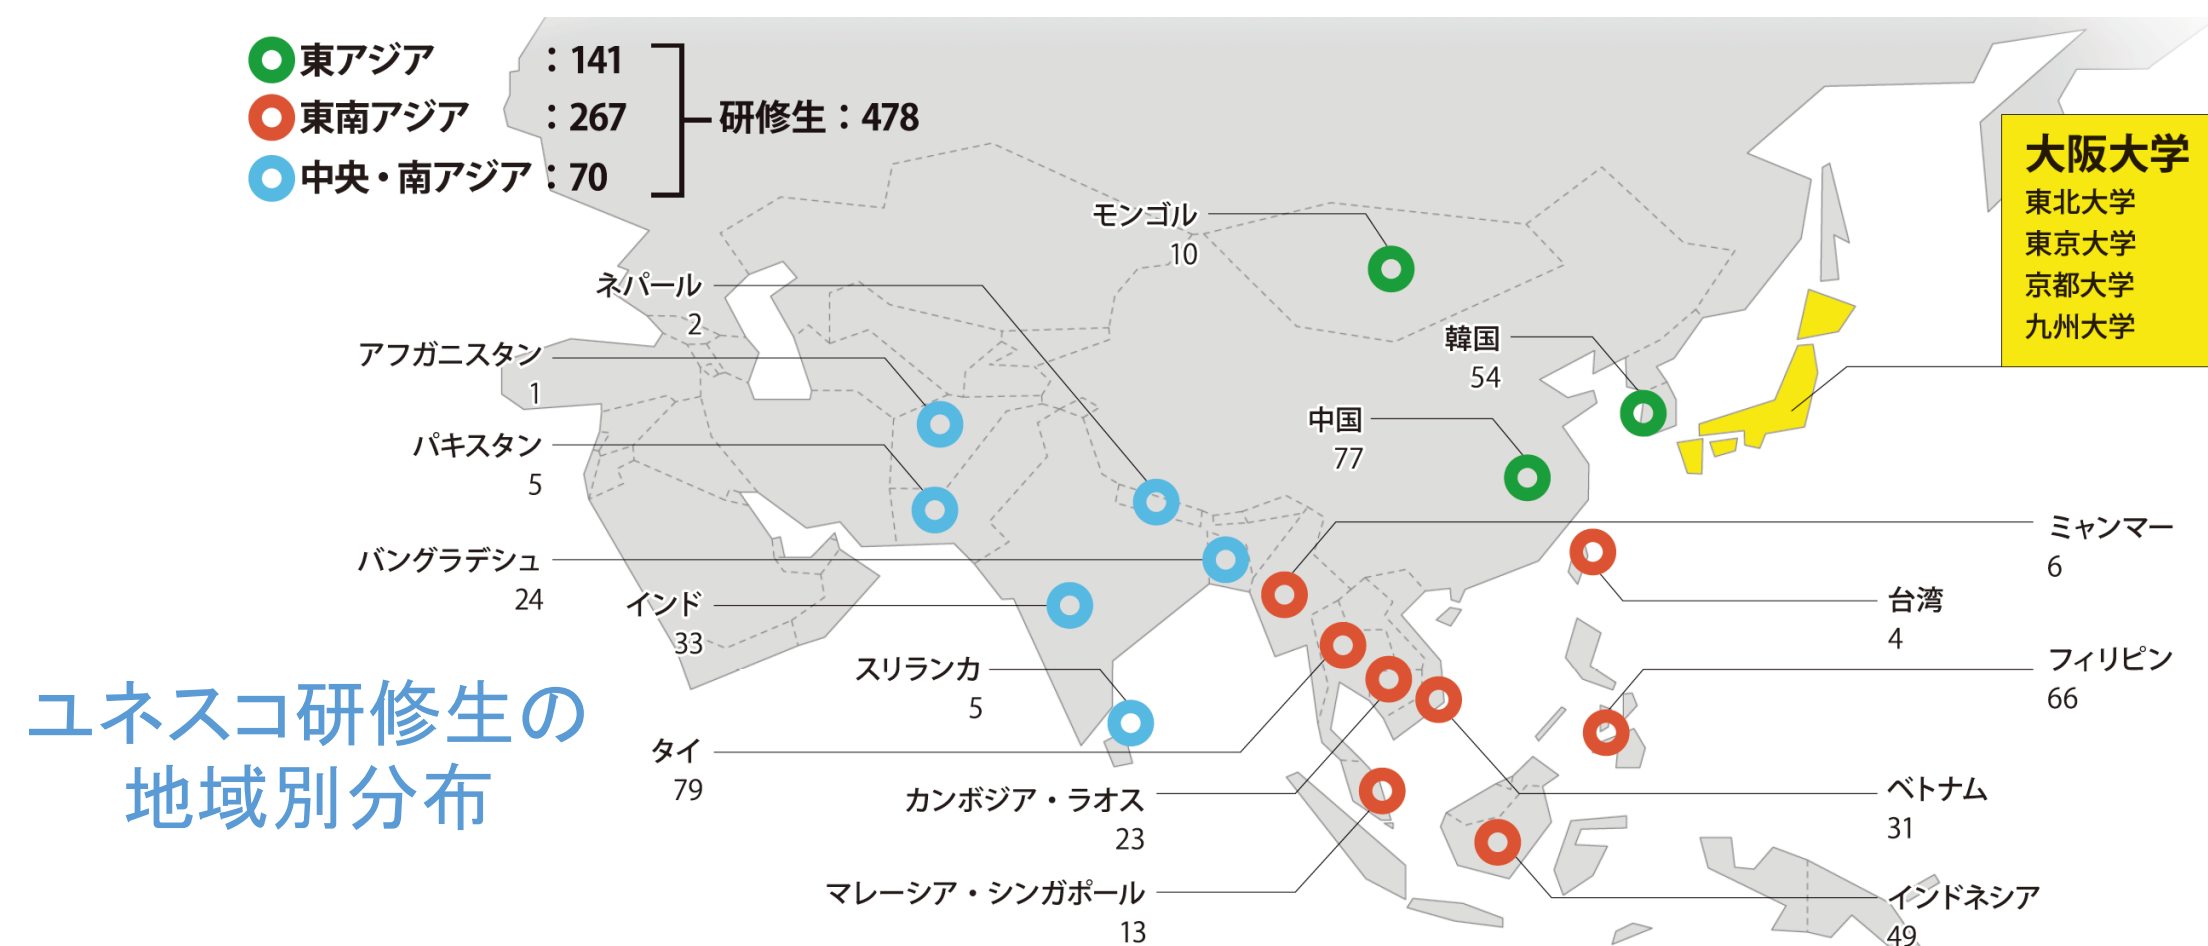 東アジア : 141
東南アジア : 267
中央・南アジア : 70
研修生：478
大阪大学
東北大学
東京大学
京都大学
九州大学
モンゴル
10
ネパール
2
アフガニスタン
1
韓国
54
中国
77
パキスタン
5
ミャンマー
6
バングラデシュ
24
インド
33
台湾
4
スリランカ
5
フィリピン
66
ユネスコ研修生の
地域別分布
タイ
79
カンボジア・ラオス
23
ベトナム
31
マレーシア・シンガポール
13
インドネシア
49